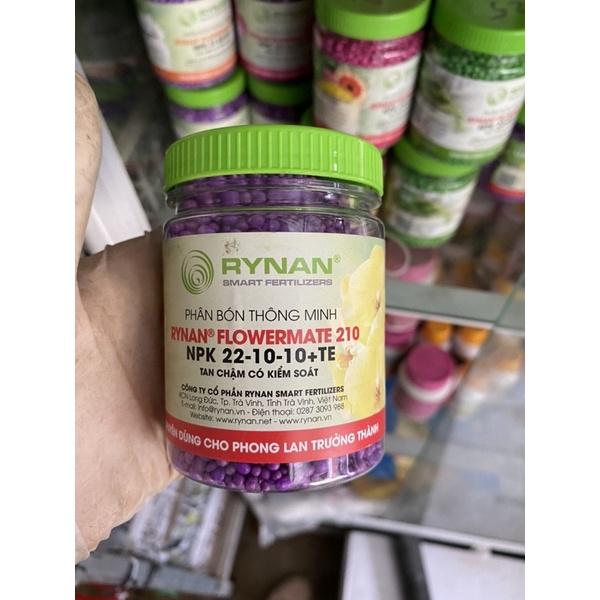 RYNAN®
SMART FERTILIZERS
PHÂN BÓN THÔNG MINH
RYNAN® FLOWERMATE 210
NPK 22-10-10+TE
TAN CHẬM CÓ KIỂM SOÁT
CÔNG TY CỔ PHẦN RYNAN SMART FERTILIZERS
KCN Long Đức, Tp. Trà Vinh, Tỉnh Trà Vinh, Việt Nam
E-mail: info@rynan.vn - Điện thoại: 0287 3093 988
Website: www.rynan.net - www.rynan.vn
DÙNG CHO PHONG LAN TRƯỞNG THÀNH
RYNAN